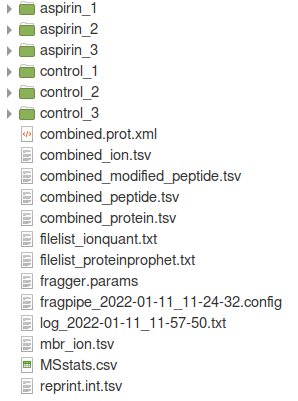 aspirin_1
aspirin_2
aspirin_3
control_1
control_2
control_3
combined.prot.xml
combined_ion.tsv
combined_modified_peptide.tsv
combined_peptide.tsv
combined_protein.tsv
filelist_ionquant.txt
filelist_proteinprophet.txt
fragger.params
fragpipe_2022-01-11_11-24-32.config
log_2022-01-11_11-57-50.txt
mbr_ion.tsv
MSstats.csv
reprint.int.tsv